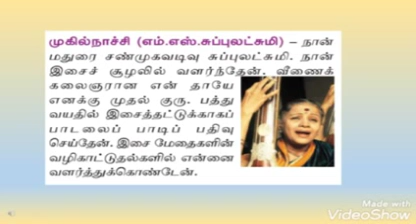 முகில்நாச்சி (எம்.எஸ்.சுப்புலட்சுமி) – நான்
மதுரை சண்முகவடிவு சுப்புலட்சுமி. நான்
இசைச் சூழலில் வளர்ந்தேன். வீணைக்
கலைஞரான என் தாயே
எனக்கு முதல் குரு. பத்து
வயதில் இசைத்தட்டுக்காகப்
பாடலைப் பாடிப் பதிவு
செய்தேன். இசை மேதைகளின்
வழிகாட்டுதல்களில் என்னை
வளர்த்துக்கொண்டேன்.
Made with
VideoShow